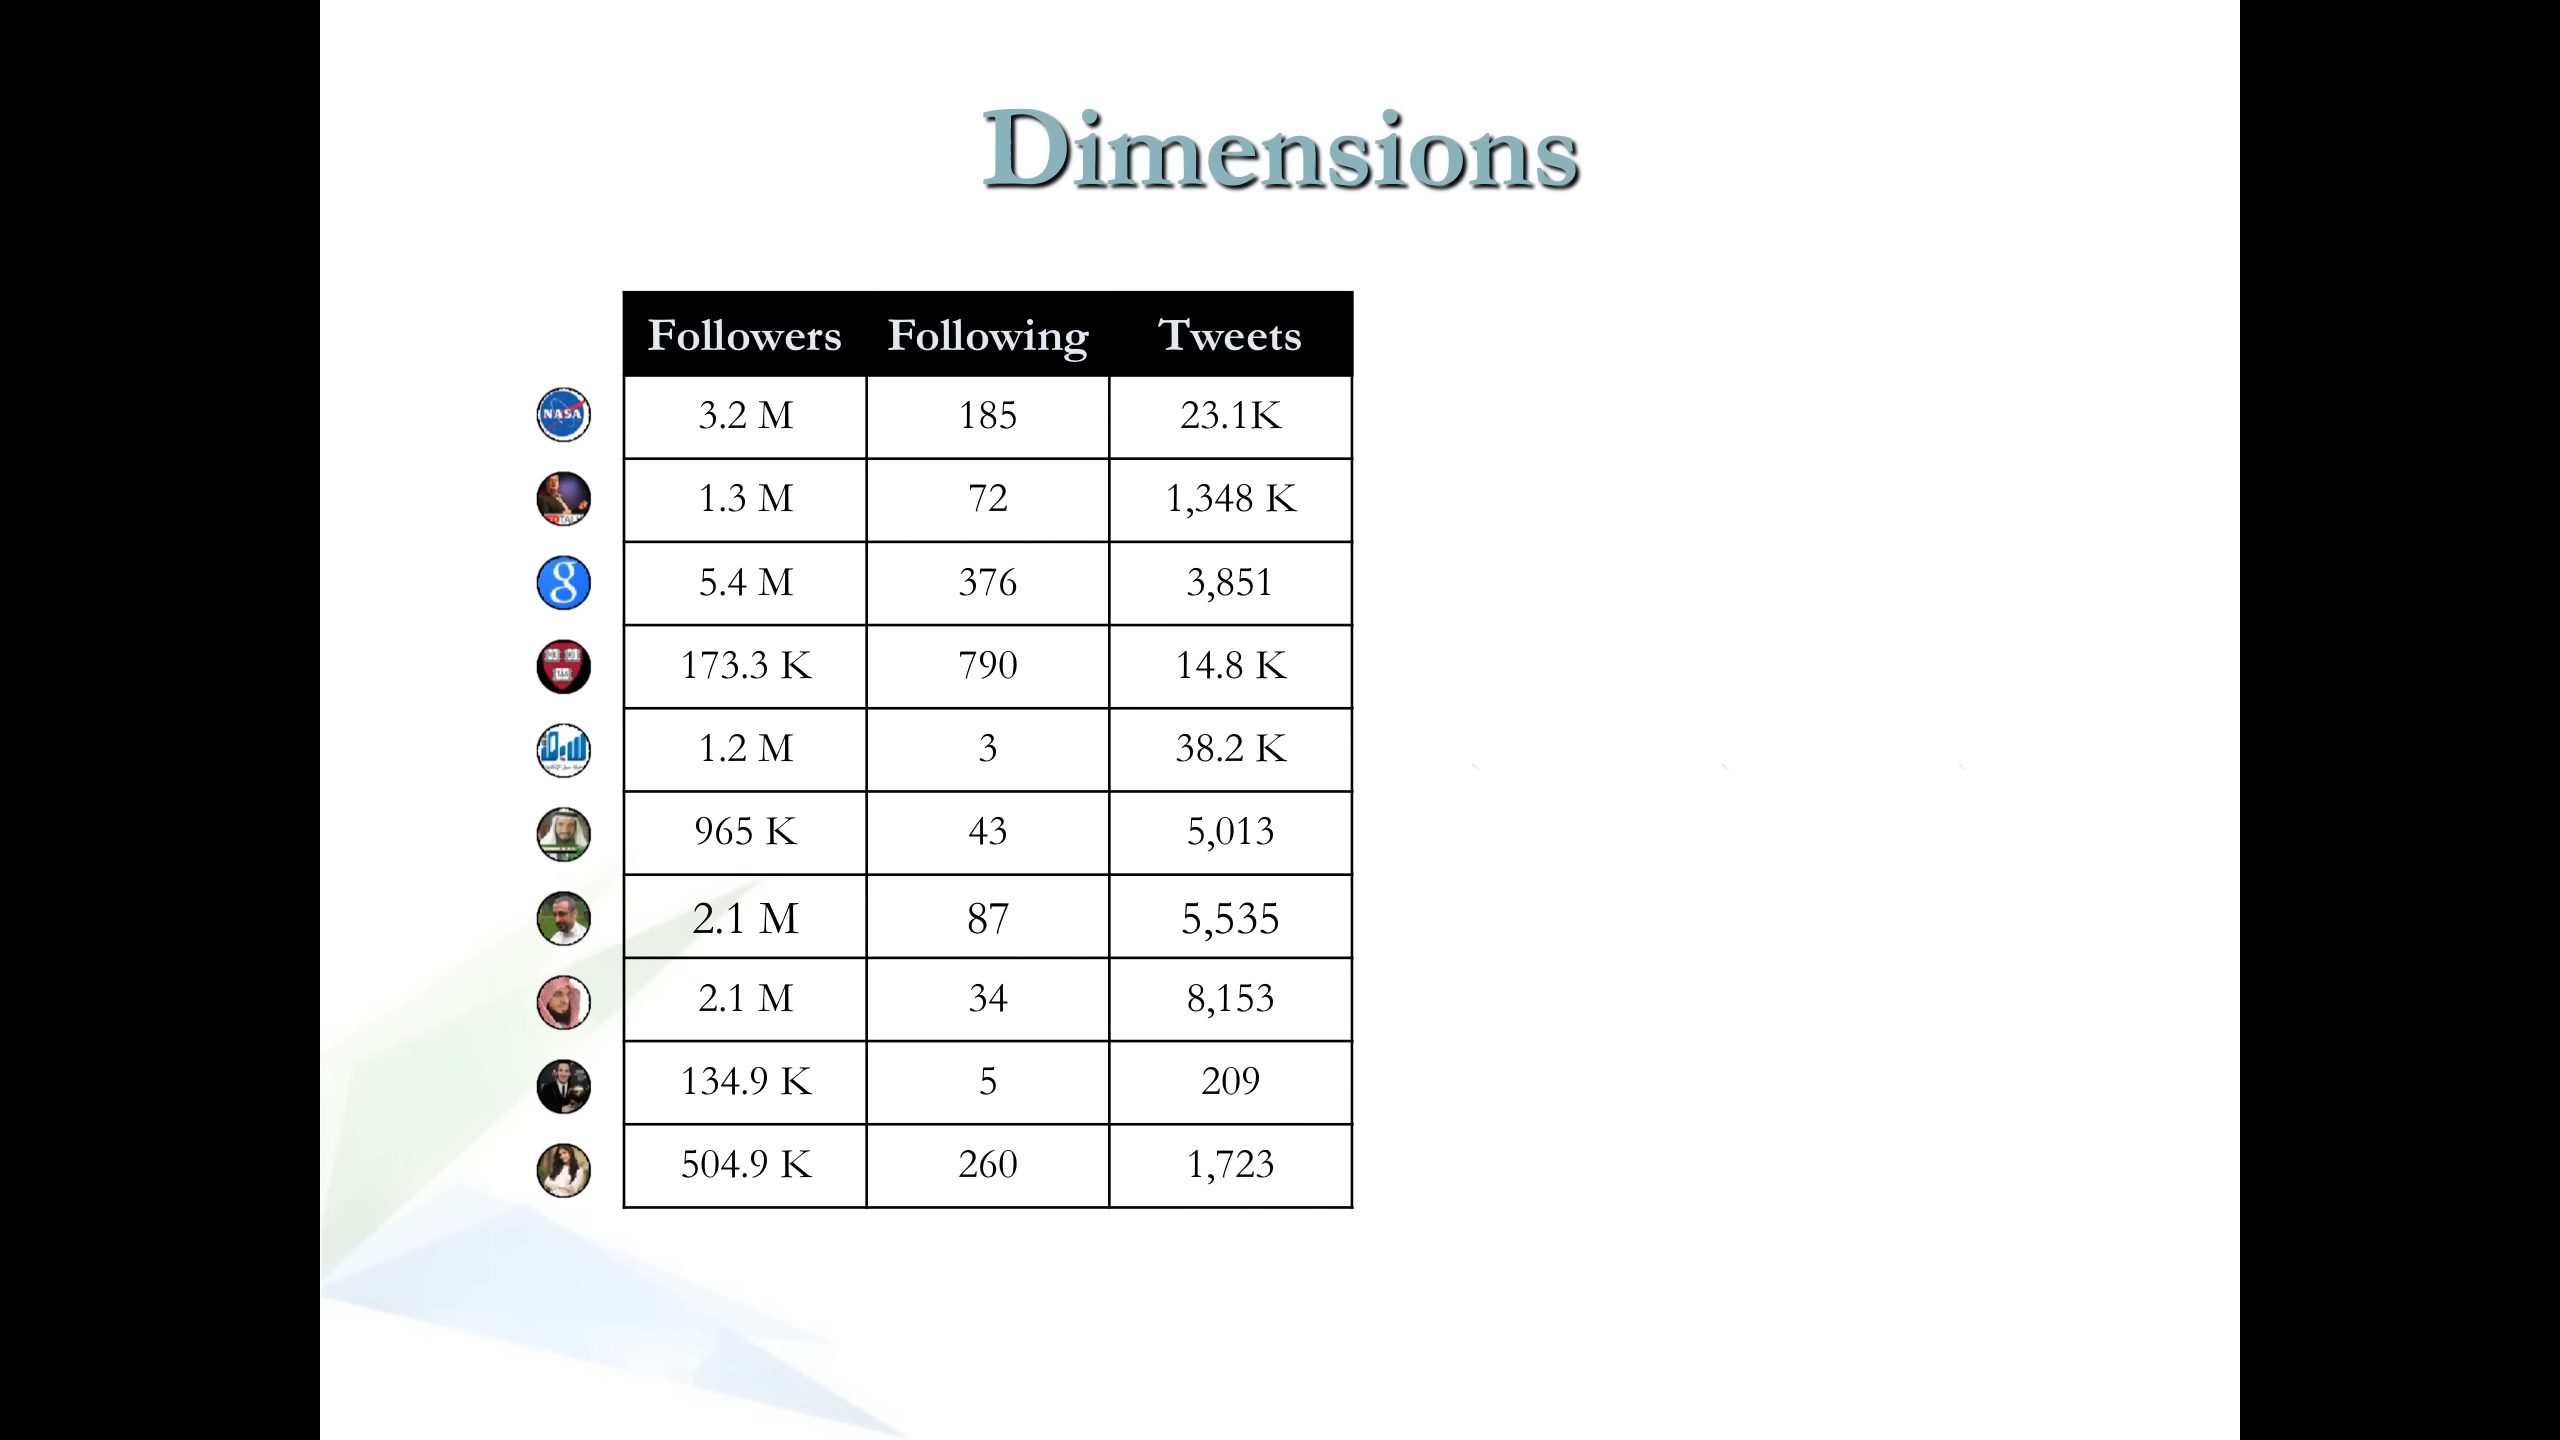 Dimensions
Followers Following Tweets
NASA 3.2 M 185 23.1K
1.3 M 72 1,348 K
g 5.4 M 376 3,851
173.3 K 790 14.8 K
1.2 M 3 38.2 K
965 K 43 5,013
2.1 M 87 5,535
2.1 M 34 8,153
134.9 K 5 209
504.9 K 260 1,723